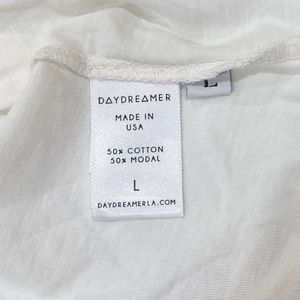 DAYDREAMER
MADE IN
USA
50% COTTON
50% MODAL
L
DAYDREAMERLA.COM
L